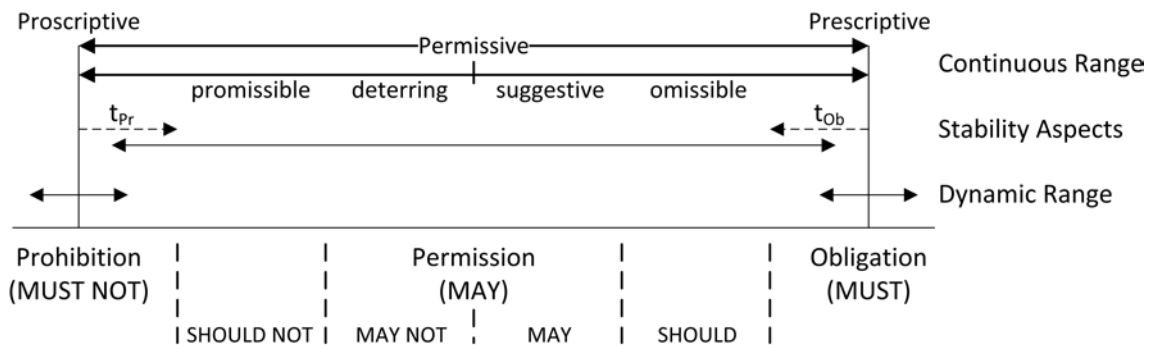 Proscriptive Prescriptive
Permissive
Continuous Range
promissible deterring suggestive omissible
tPr tOb Stability Aspects
Dynamic Range
Prohibition Permission Obligation
(MUST NOT) (MAY) (MUST)
SHOULD NOT MAY NOT MAY SHOULD